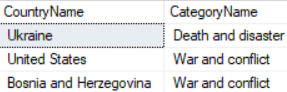 CountryName CategoryName
Ukraine Death and disaster
United States War and conflict
Bosnia and Herzegovina War and conflict